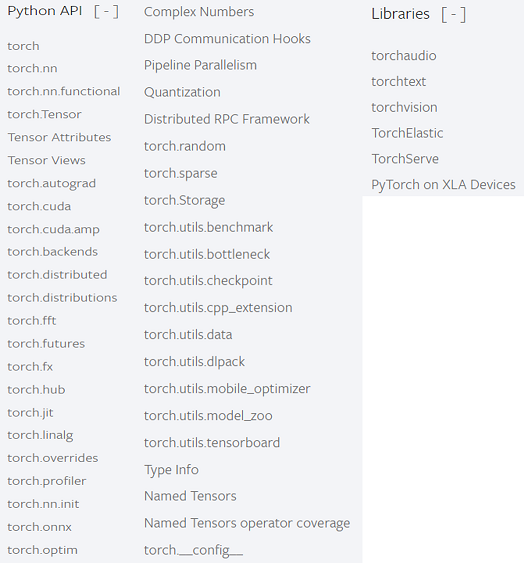 Python API [ - ]
torch
torch.nn
torch.nn.functional
torch.Tensor
Tensor Attributes
Tensor Views
torch.autograd
torch.cuda
torch.cuda.amp
torch.backends
torch.distributed
torch.distributions
torch.fft
torch.futures
torch.fx
torch.hub
torch.jit
torch.linalg
torch.overrides
torch.profiler
torch.nn.init
torch.onnx
torch.optim
Complex Numbers
DDP Communication Hooks
Pipeline Parallelism
Quantization
Distributed RPC Framework
torch.random
torch.sparse
torch.Storage
torch.utils.benchmark
torch.utils.bottleneck
torch.utils.checkpoint
torch.utils.cpp_extension
torch.utils.data
torch.utils.dlpack
torch.utils.mobile_optimizer
torch.utils.model_zoo
torch.utils.tensorboard
Type Info
Named Tensors
Named Tensors operator coverage
torch.__config__
Libraries [ - ]
torchaudio
torchtext
torchvision
TorchElastic
TorchServe
PyTorch on XLA Devices